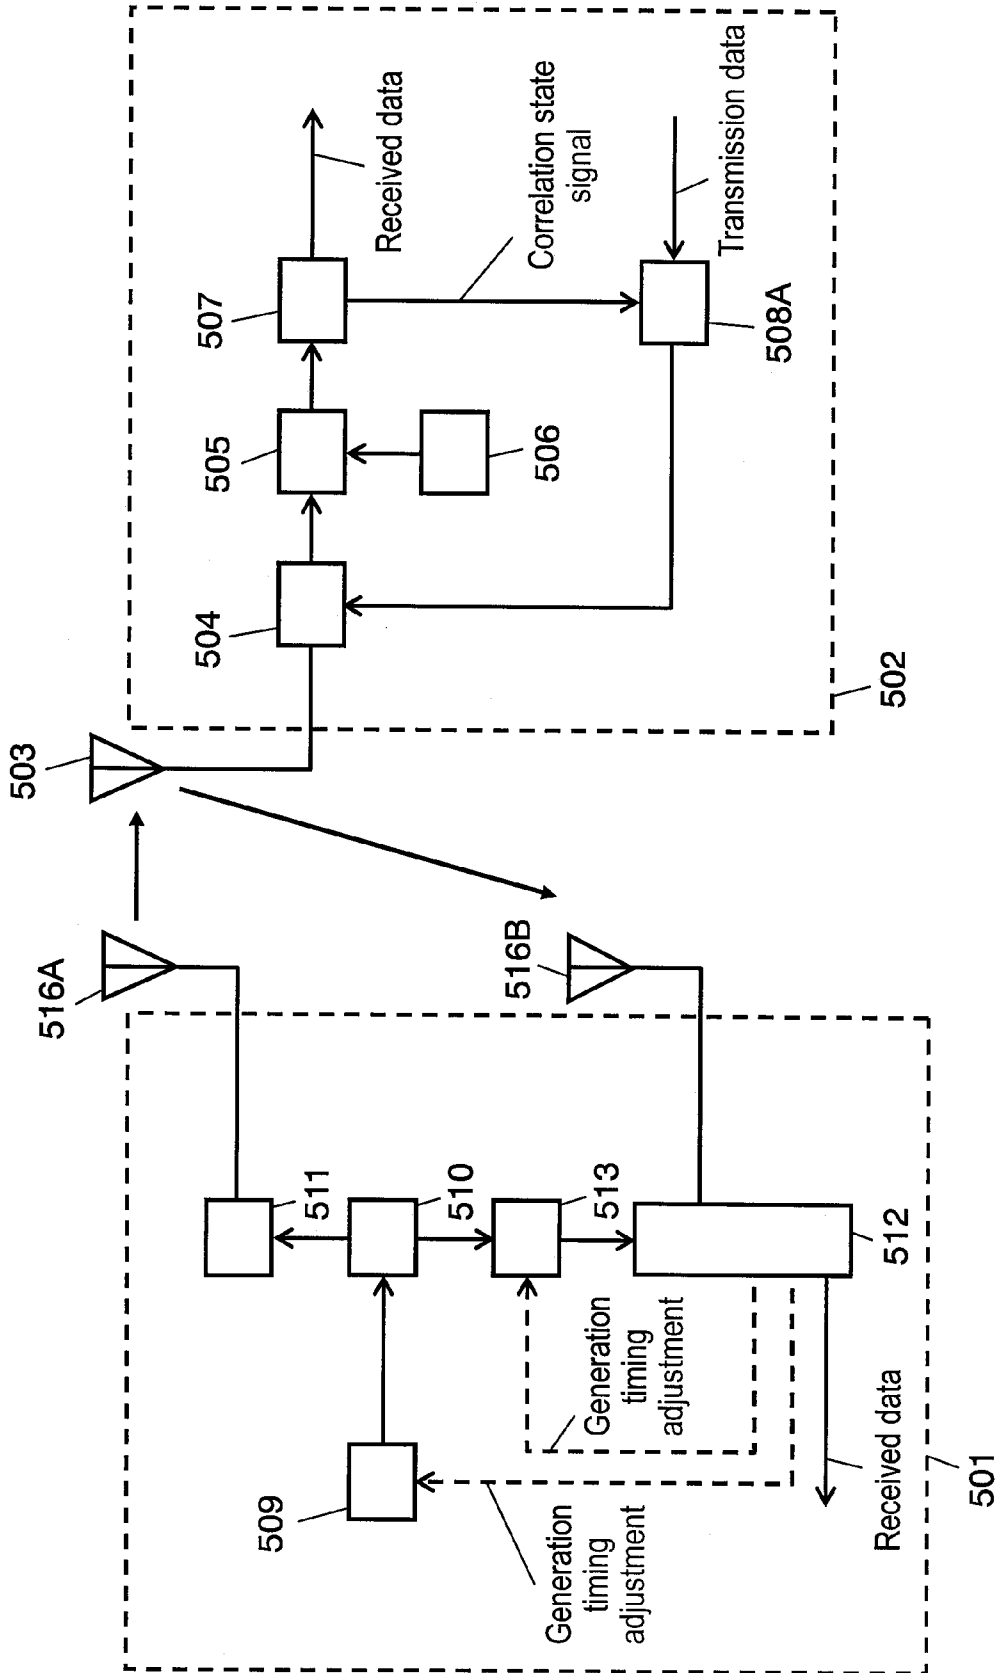 503
516A
516B
504
505
506
507
Received data
Correlation state
signal
Transmission data
508A
502
511
510
513
512
509
Generation
timing
adjustment
Generation
timing
adjustment
Received data
501